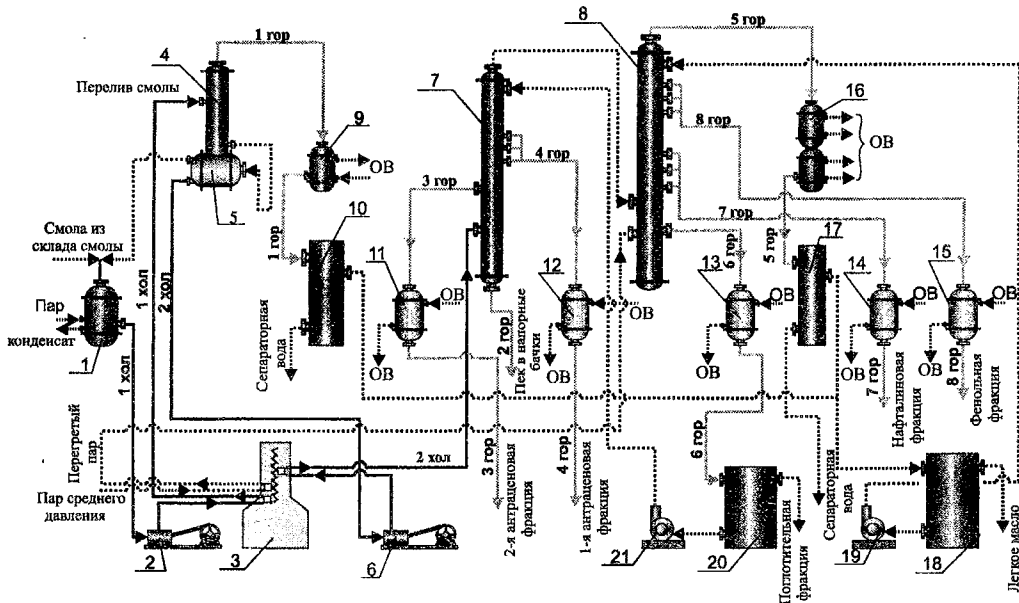 1 гор
4
Перелив смолы
9
ОВ
5
Смола из
склада смолы
Пар
конденсат
1
1 хол
1 хол
2 хол
1 гор
10
Сепараторная
вода
Перегретый
пар
Пар среднего
давления
2
3
6
2 хол
7
3 гор
4 гор
11
ОВ
ОВ
12
ОВ
ОВ
2 гор
Пек в напорные
бачки
3 гор
2-я антраценовая
фракция
4 гор
1-я антраценовая
фракция
8
5 гор
16
ОВ
8 гор
7 гор
6 гор
5 гор
17
13
ОВ
ОВ
14
ОВ
ОВ
15
ОВ
ОВ
7 гор
Нафталиновая
фракция
8 гор
Фенольная
фракция
6 гор
21
20
Поглотительная
фракция
Сепараторная
вода
19
18
Легкое масло